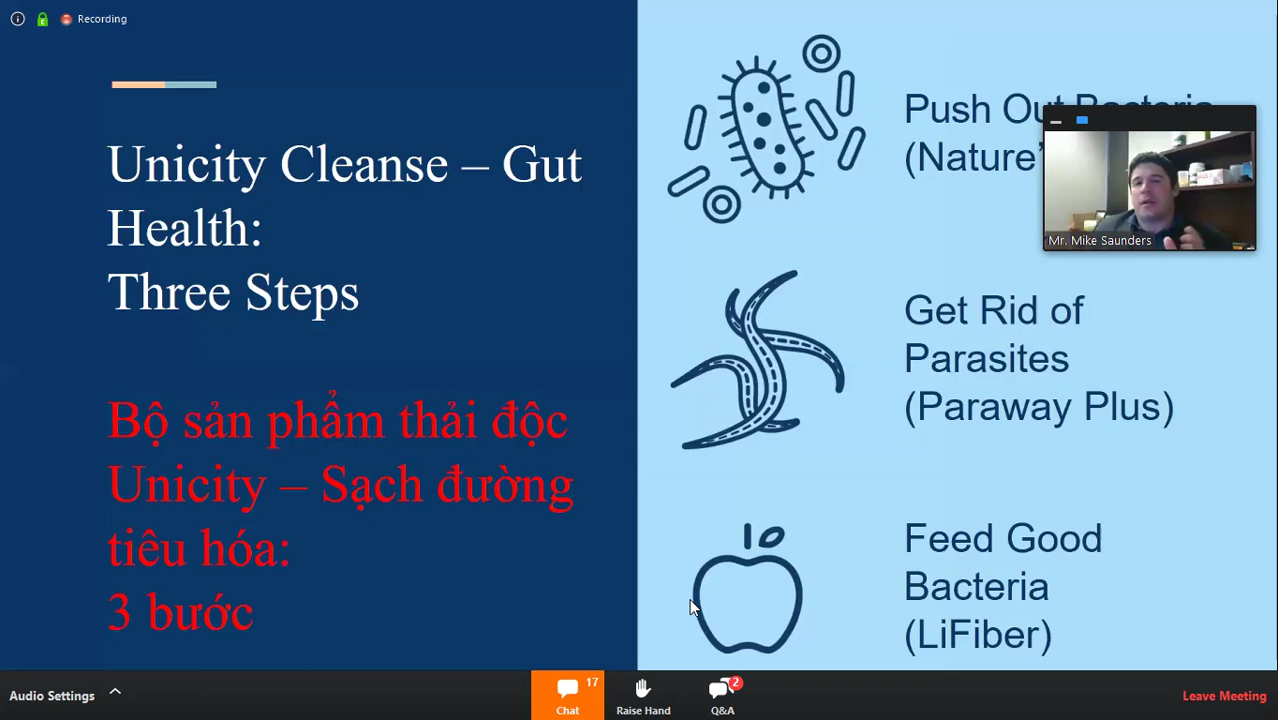 Recording
Unicity Cleanse – Gut
Health:
Three Steps
Bộ sản phẩm thải độc
Unicity – Sạch đường
tiêu hóa:
3 bước
Push Out Bacteria
(Nature’
Mr. Mike Saunders
Get Rid of
Parasites
(Paraway Plus)
Feed Good
Bacteria
(LiFiber)
Audio Settings
17
Chat
Raise Hand
2
Q&A
Leave Meeting